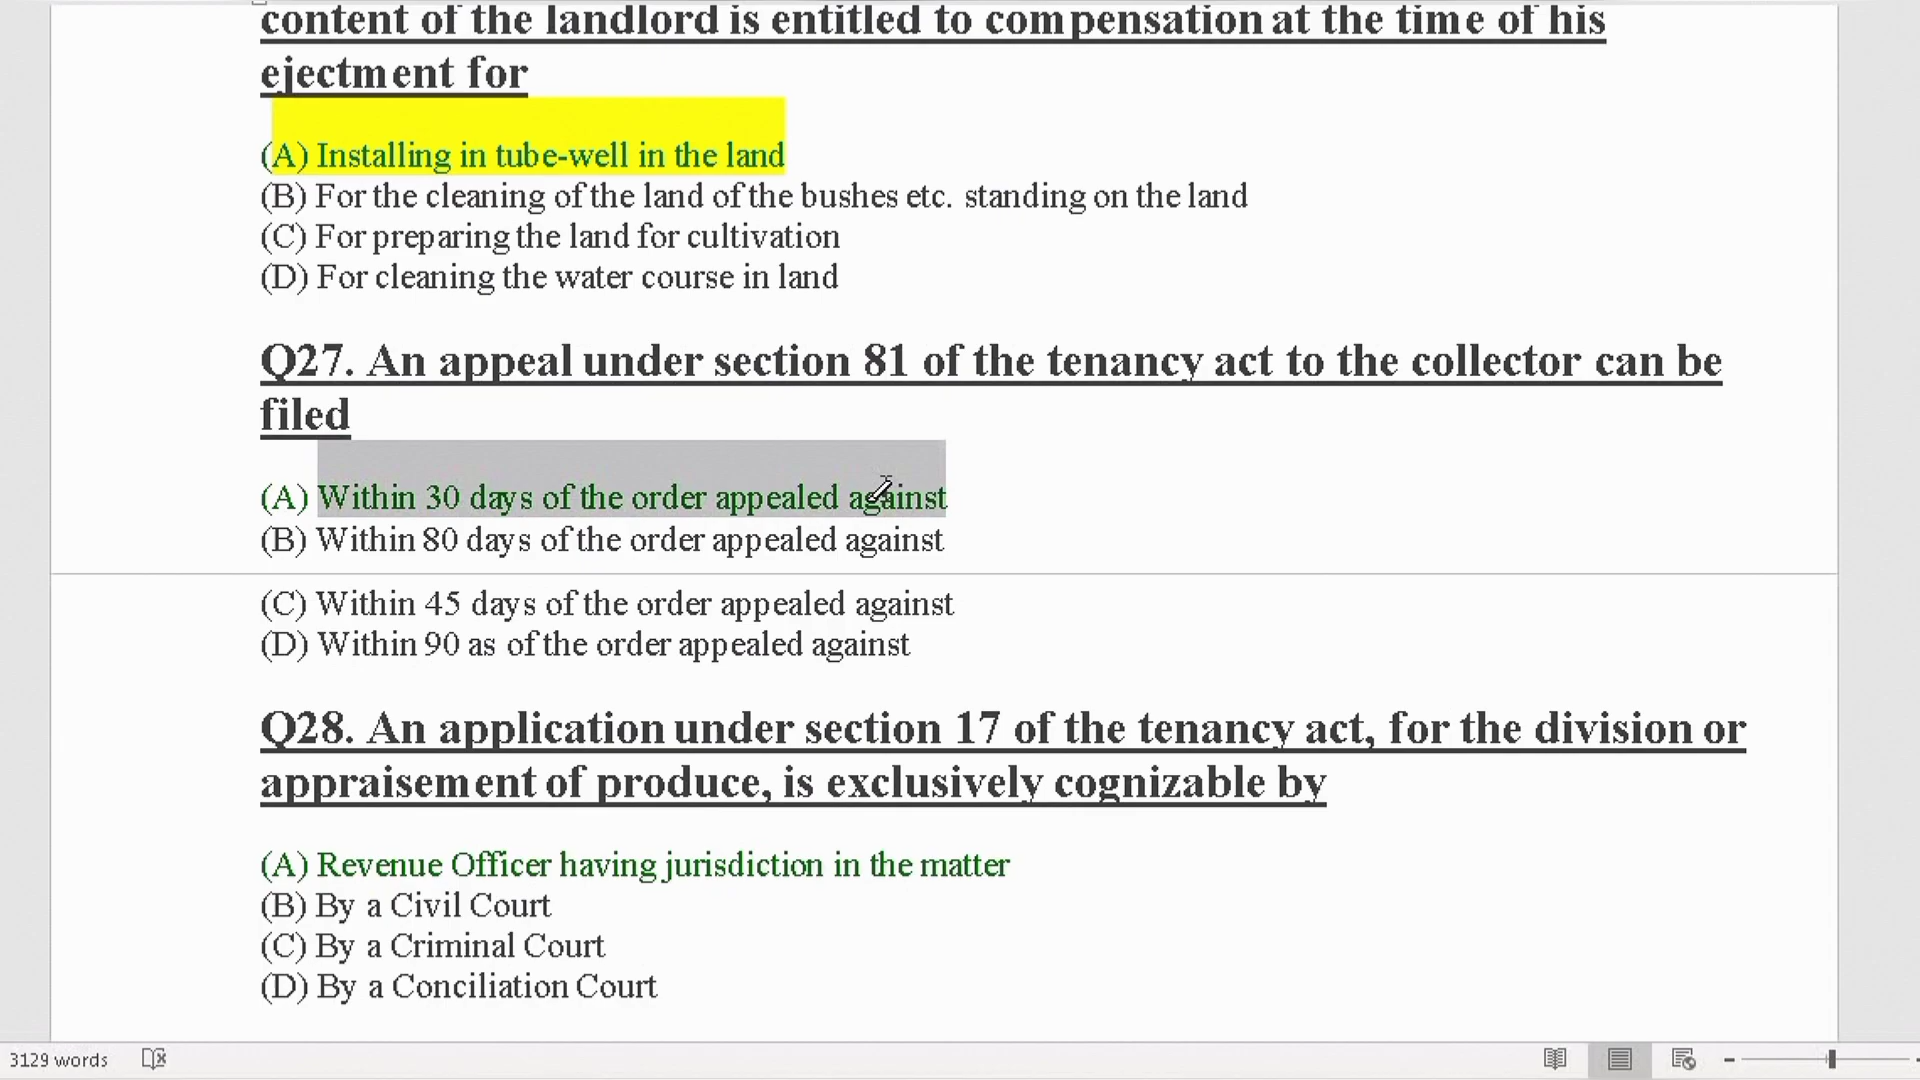 content of the landlord is entitled to compensation at the time of his
ejectment for
(A) Installing in tube-well in the land
(B) For the cleaning of the land of the bushes etc. standing on the land
(C) For preparing the land for cultivation
(D) For cleaning the water course in land
Q27. An appeal under section 81 of the tenancy act to the collector can be
filed
(A) Within 30 days of the order appealed against
(B) Within 80 days of the order appealed against
(C) Within 45 days of the order appealed against
(D) Within 90 as of the order appealed against
Q28. An application under section 17 of the tenancy act, for the division or
appraisement of produce, is exclusively cognizable by
(A) Revenue Officer having jurisdiction in the matter
(B) By a Civil Court
(C) By a Criminal Court
(D) By a Conciliation Court
3129 words